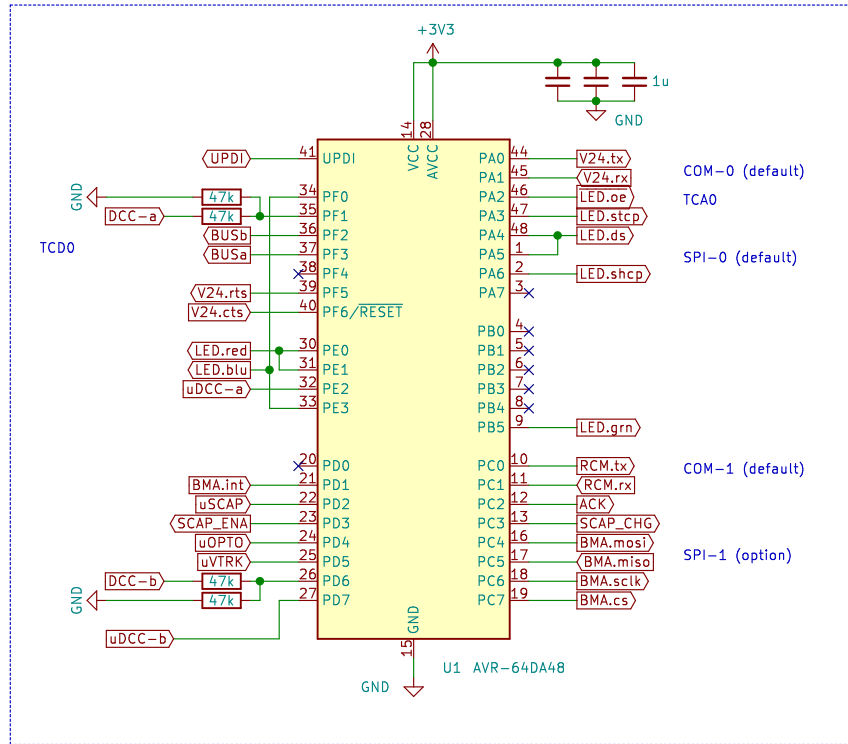 +3V3
1u
GND
14 VCC
28 AVCC
UPDI 41 UPDI
GND 47k 34 PF0
DCC-a 47k 35 PF1
BUSb 36 PF2
BUSa 37 PF3
TCD0
38 PF4
V24.rts 39 PF5
V24.cts 40 PF6/RESET
LED.red 30 PE0
LED.blu 31 PE1
uDCC-a 32 PE2
33 PE3
20 PD0
BMA.int 21 PD1
uSCAP 22 PD2
SCAP_ENA 23 PD3
uOPTO 24 PD4
uVTRK 25 PD5
DCC-b 47k 26 PD6
GND 47k 27 PD7
uDCC-b
PA0 44 V24.tx
COM-0 (default)
PA1 45 V24.rx
PA2 46 LED.oe
TCA0
PA3 47 LED.stcp
PA4 48 LED.ds
PA5 1
SPI-0 (default)
PA6 2 LED.shcp
PA7 3
PB0 4
PB1 5
PB2 6
PB3 7
PB4 8
PB5 9 LED.grn
PC0 10 RCM.tx
COM-1 (default)
PC1 11 RCM.rx
PC2 12 ACK
PC3 13 SCAP_CHG
PC4 16 BMA.mosi
SPI-1 (option)
PC5 17 BMA.miso
PC6 18 BMA.sclk
PC7 19 BMA.cs
GND 15
U1 AVR-64DA48
GND